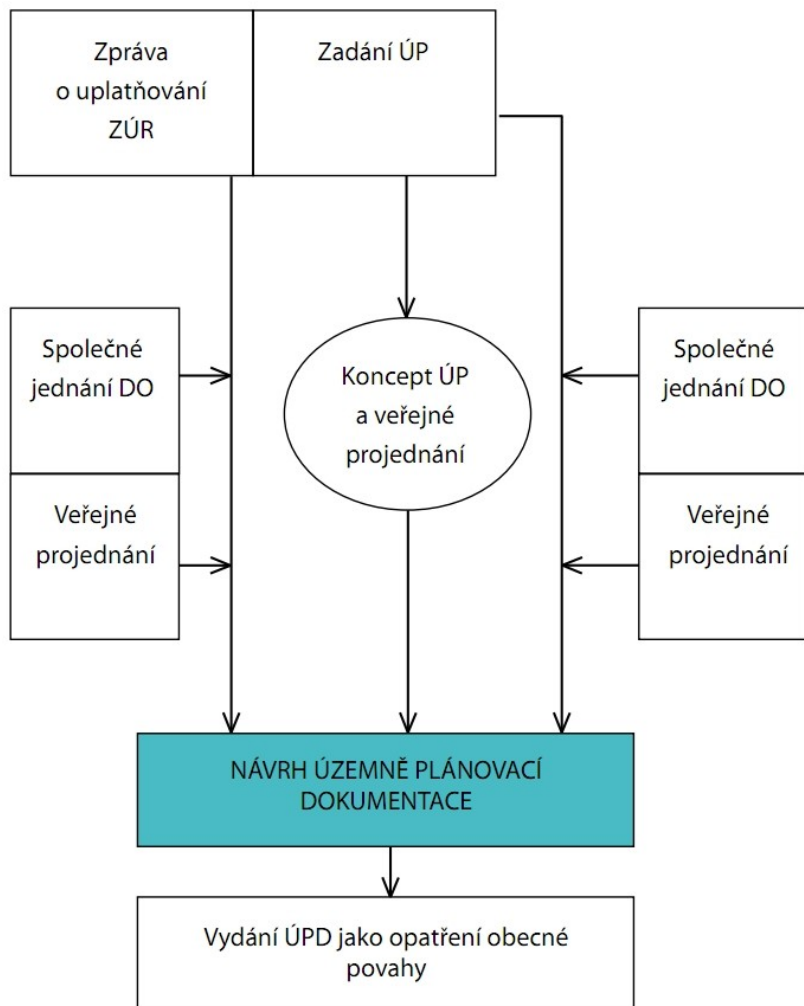 Zpráva
o uplatňování
ZÚR
Zadání ÚP
Společné
jednání DO
Veřejné
projednání
Koncept ÚP
a veřejné
projednání
Společné
jednání DO
Veřejné
projednání
NÁVRH ÚZEMNĚ PLÁNOVACÍ
DOKUMENTACE
Vydání ÚPD jako opatření obecné
povahy